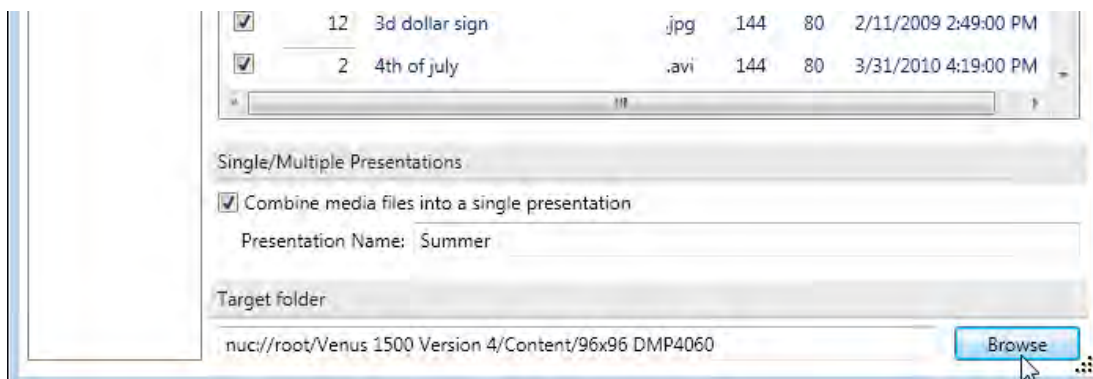 12 3d dollar sign .jpg 144 80 2/11/2009 2:49:00 PM
2 4th of july .avi 144 80 3/31/2010 4:19:00 PM
Single/Multiple Presentations
Combine media files into a single presentation
Presentation Name: Summer
Target folder
nuc://root/Venus 1500 Version 4/Content/96x96 DMP4060 Browse